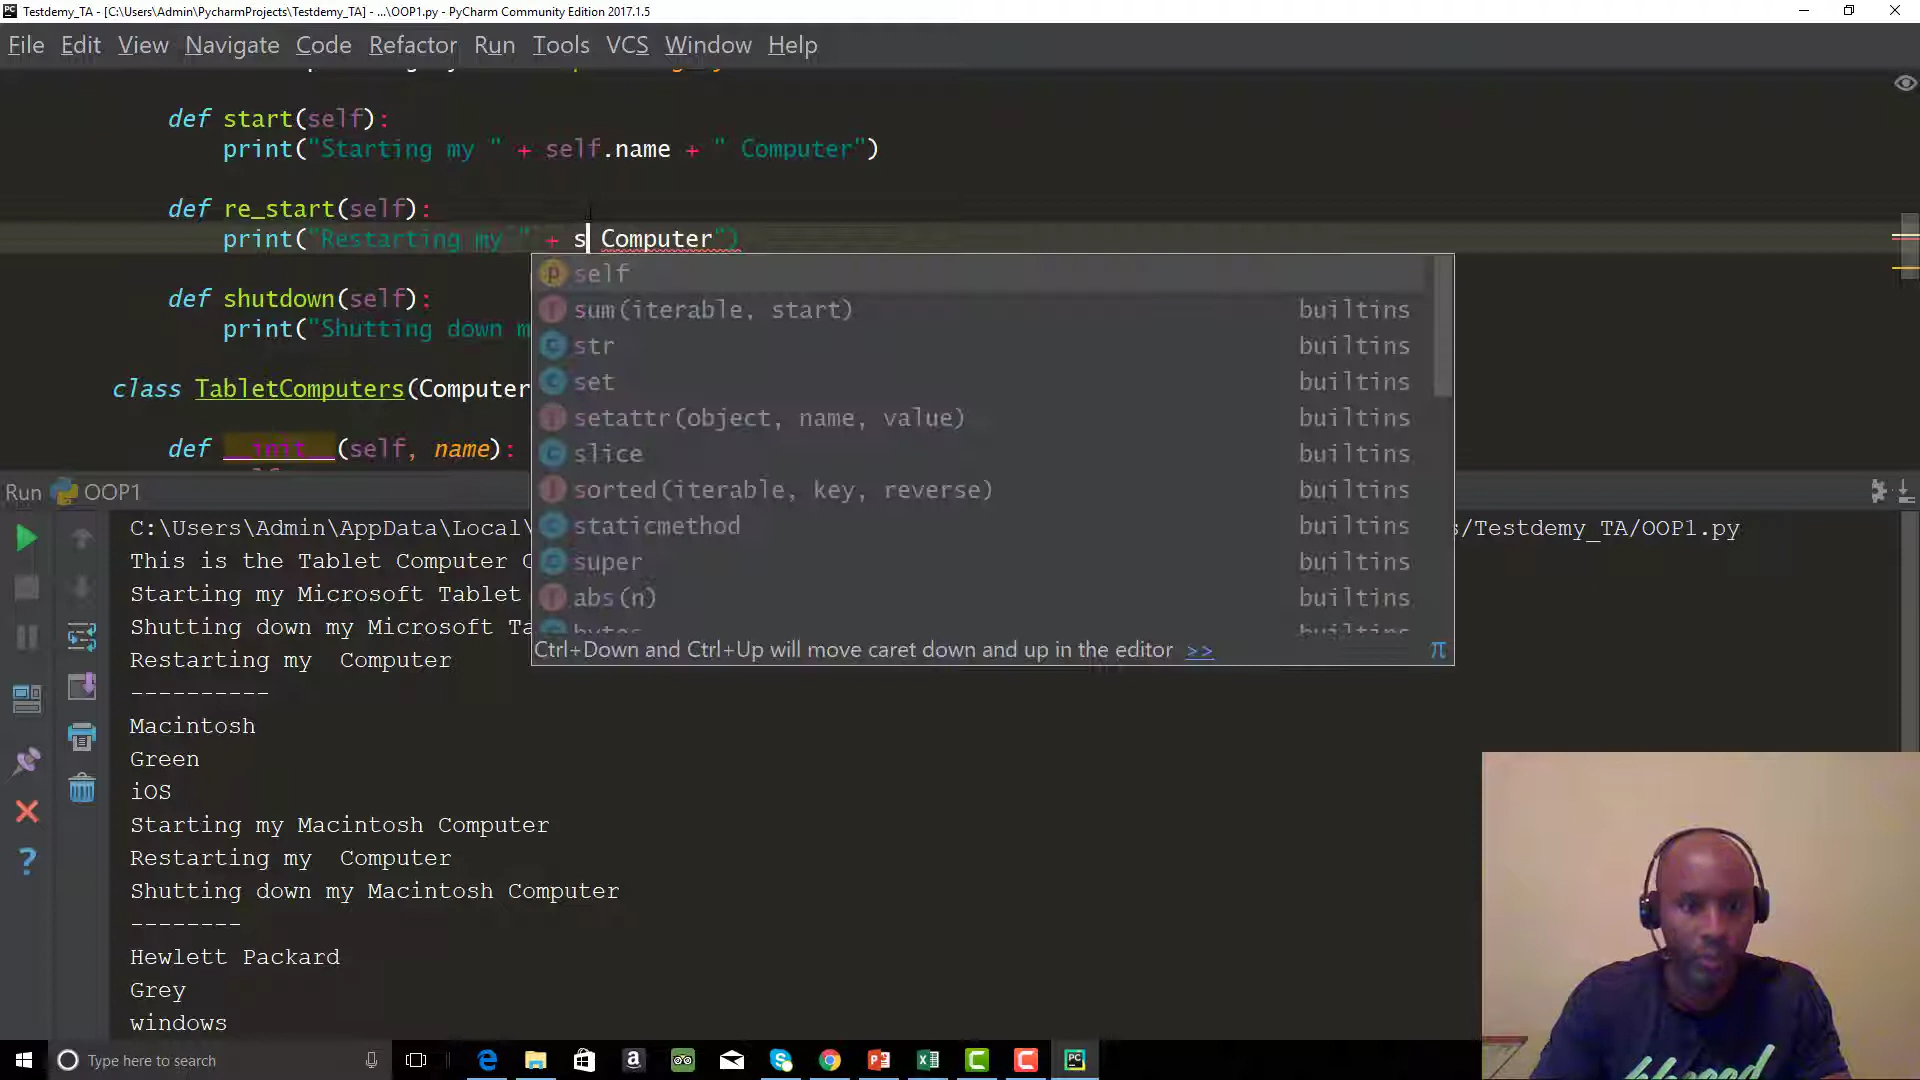 Testdemy_TA - [C:\Users\Admin\PycharmProjects\Testdemy_TA] - ...\OOP1.py - PyCharm Community Edition 2017.1.5
File Edit View Navigate Code Refactor Run Tools VCS Window Help
def start(self):
print("Starting my " + self.name + " Computer")
def re_start(self):
print("Restarting my " + s Computer")
def shutdown(self):
print("Shutting down m
class TabletComputers(Computer
def __init__(self, name):
self
sum(iterable, start) builtins
str builtins
set builtins
setattr(object, name, value) builtins
slice builtins
sorted(iterable, key, reverse) builtins
staticmethod builtins
super builtins
abs(n) builtins
bytes builtins
Ctrl+Down and Ctrl+Up will move caret down and up in the editor >> π
Run OOP1
C:\Users\Admin\AppData\Local\ s/Testdemy_TA/OOP1.py
This is the Tablet Computer C
Starting my Microsoft Tablet
Shutting down my Microsoft Ta
Restarting my  Computer
----------
Macintosh
Green
iOS
Starting my Macintosh Computer
Restarting my  Computer
Shutting down my Macintosh Computer
--------
Hewlett Packard
Grey
windows
Type here to search